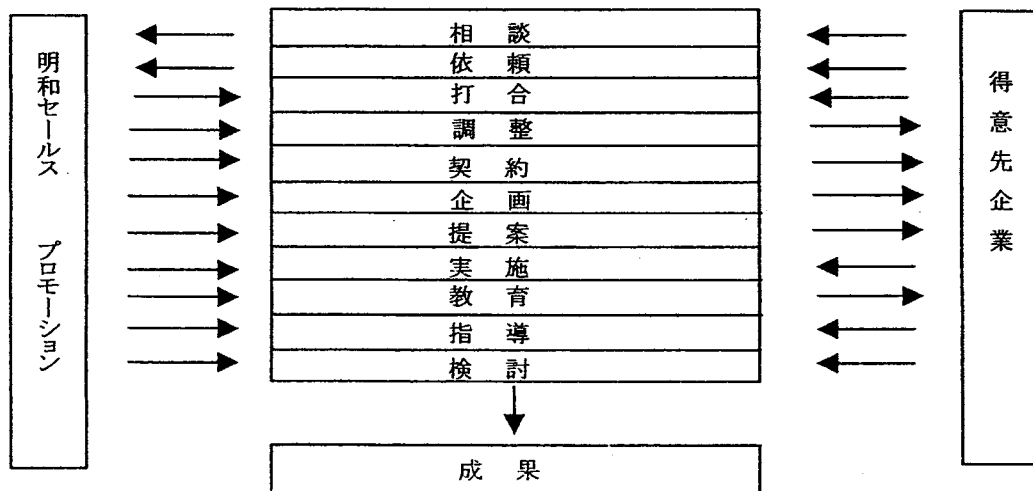 明和セールス プロモーション
相談
依頼
打合
調整
契約
企画
提案
実施
教育
指導
検討
成果
得意先企業